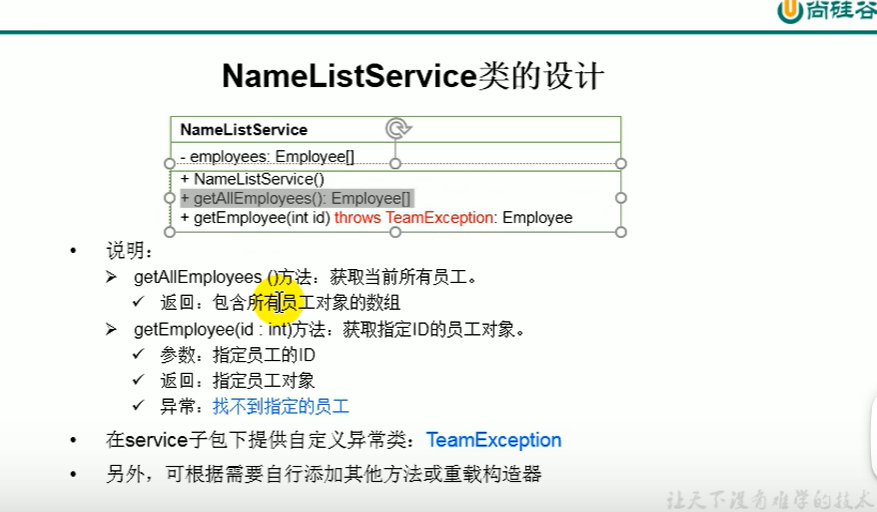 尚硅谷
NameListService类的设计
NameListService
- employees: Employee[]
+ NameListService()
+ getAllEmployees(): Employee[]
+ getEmployee(int id) throws TeamException: Employee
• 说明：
➢ getAllEmployees ()方法：获取当前所有员工。
✓ 返回：包含所有员工对象的数组
➢ getEmployee(id : int)方法：获取指定ID的员工对象。
✓ 参数：指定员工的ID
✓ 返回：指定员工对象
✓ 异常：找不到指定的员工
• 在service子包下提供自定义异常类：TeamException
• 另外，可根据需要自行添加其他方法或重载构造器
让天下没有难学的技术